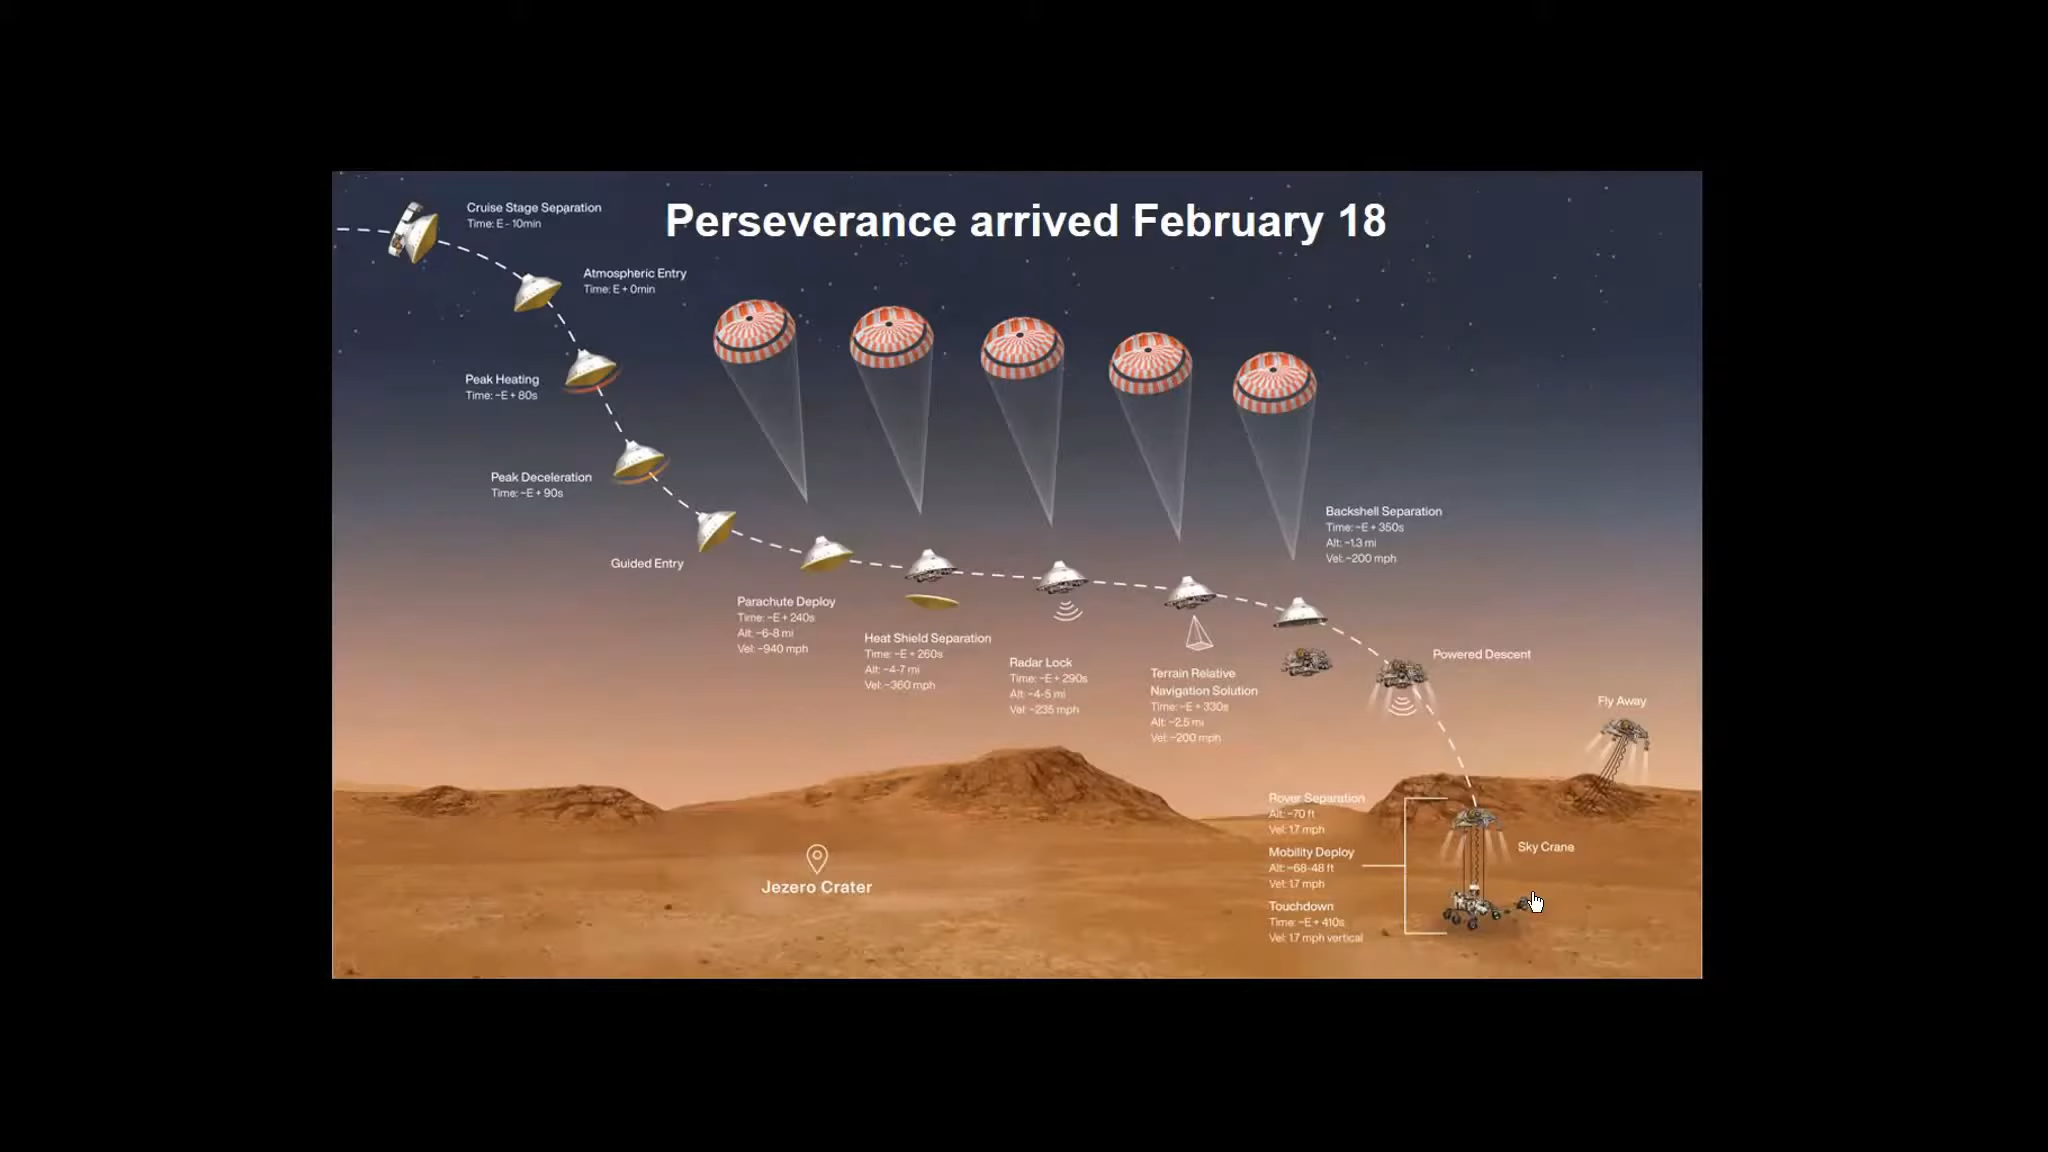 Perseverance arrived February 18
Cruise Stage Separation
Time: E - 10min
Atmospheric Entry
Time: E + 0min
Peak Heating
Time: ~E + 80s
Peak Deceleration
Time: ~E + 90s
Guided Entry
Parachute Deploy
Time: ~E + 240s
Alt: ~6-8 mi
Vel: ~940 mph
Heat Shield Separation
Time: ~E + 260s
Alt: ~4-7 mi
Vel: ~360 mph
Radar Lock
Time: ~E + 290s
Alt: ~4-5 mi
Vel: ~235 mph
Terrain Relative
Navigation Solution
Time: ~E + 330s
Alt: ~2.5 mi
Vel: ~200 mph
Backshell Separation
Time: ~E + 350s
Alt: ~1.3 mi
Vel: ~200 mph
Powered Descent
Fly Away
Rover Separation
Alt: ~70 ft
Vel: 1.7 mph
Mobility Deploy
Alt: ~68-48 ft
Vel: 1.7 mph
Touchdown
Time: ~E + 410s
Vel: 1.7 mph vertical
Sky Crane
Jezero Crater